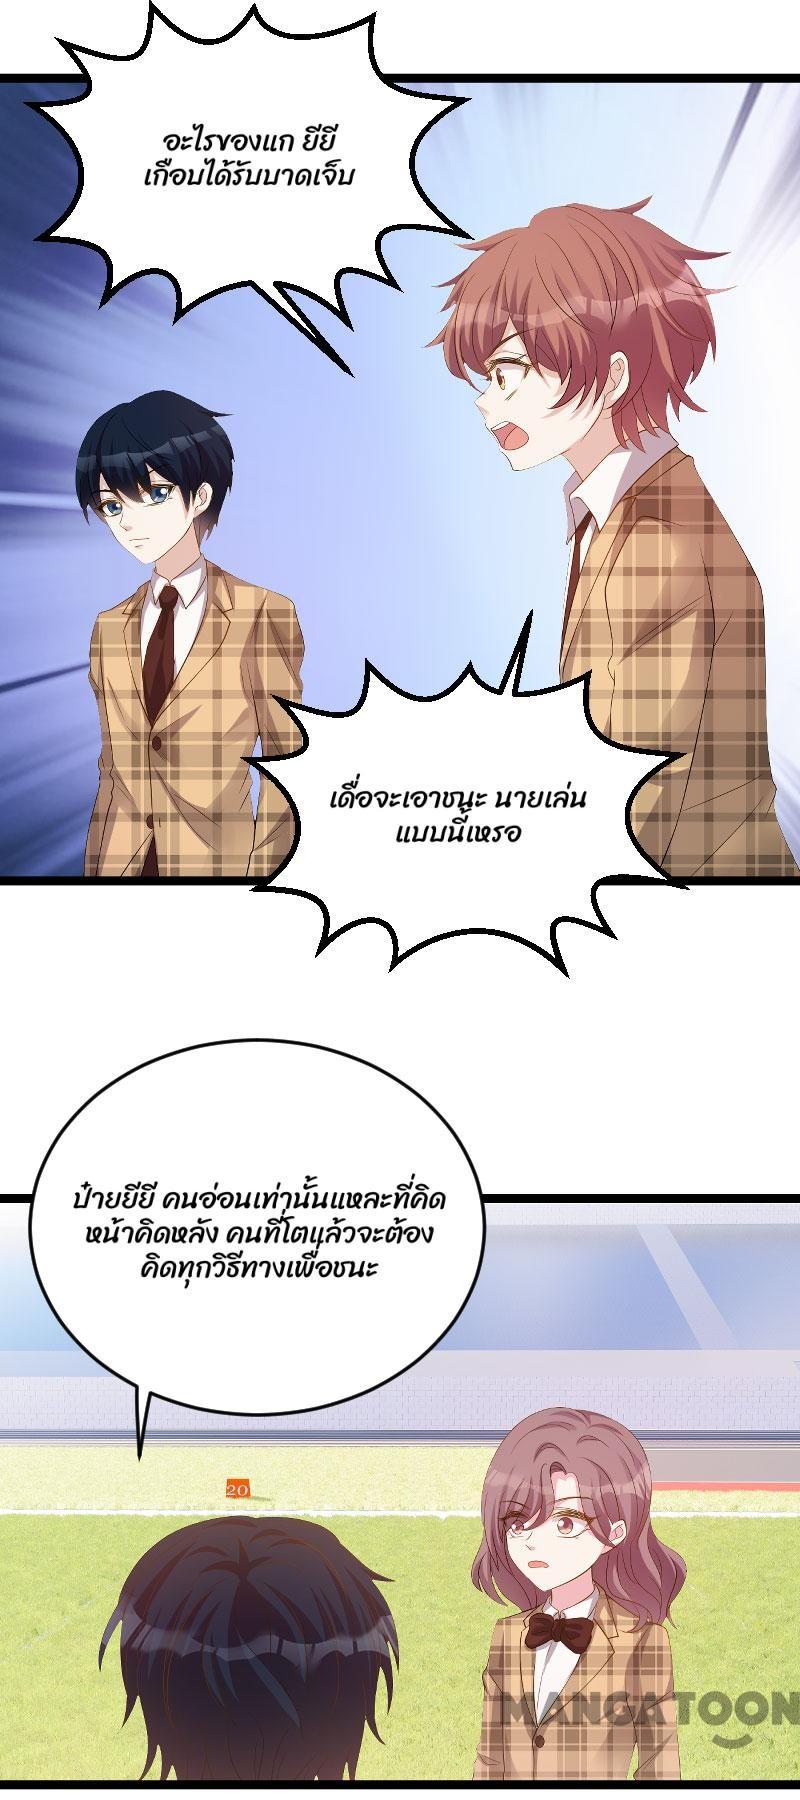 อะไรของแก ยียี
เกือบได้รับบาดเจ็บ
เดื่อจะเอาชนะ นายเล่น
แบบนี้เหรอ
ป๋ายยียี คนอ่อนเท่านั้นแหละที่คิด
หน้าคิดหลัง คนที่โตแล้วจะต้อง
คิดทุกวิธีทางเพื่อชนะ
20
MANGATOON